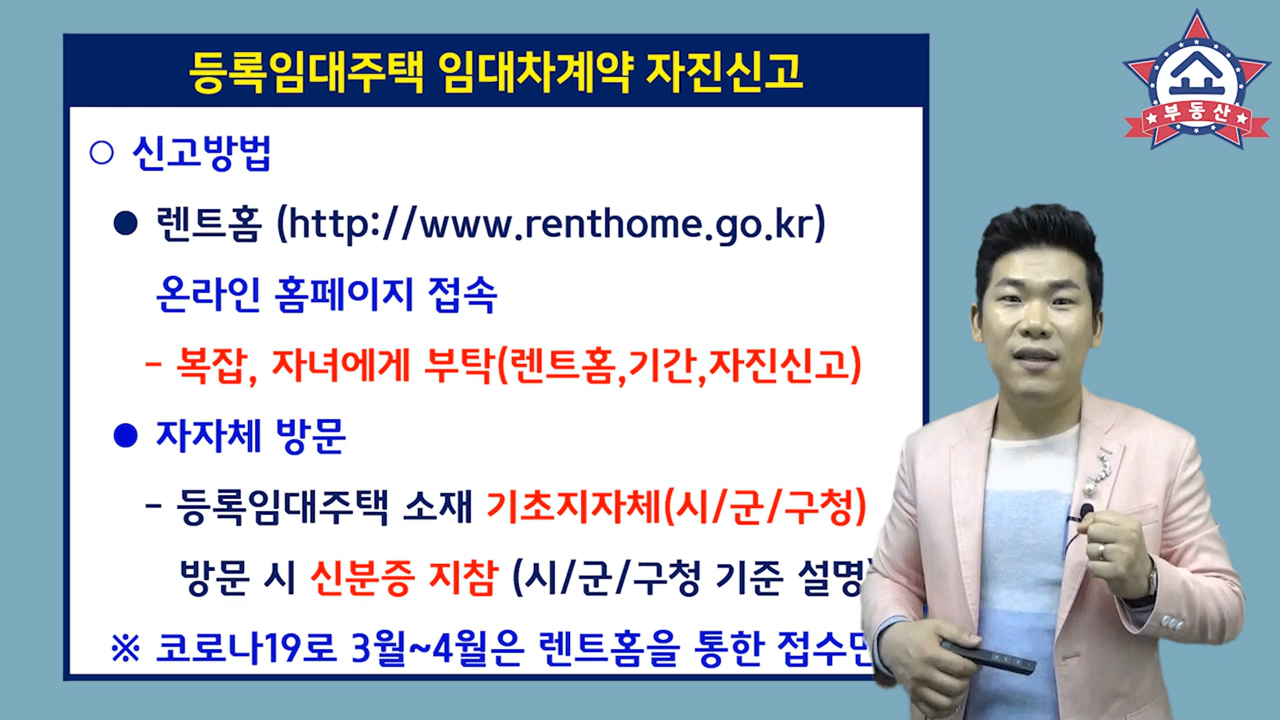 등록임대주택 임대차계약 자진신고
부동산
○ 신고방법
● 렌트홈 (http://www.renthome.go.kr)
온라인 홈페이지 접속
- 복잡, 자녀에게 부탁(렌트홈,기간,자진신고)
● 자자체 방문
- 등록임대주택 소재 기초지자체(시/군/구청)
방문 시 신분증 지참 (시/군/구청 기준 설명)
※ 코로나19로 3월~4월은 렌트홈을 통한 접수만